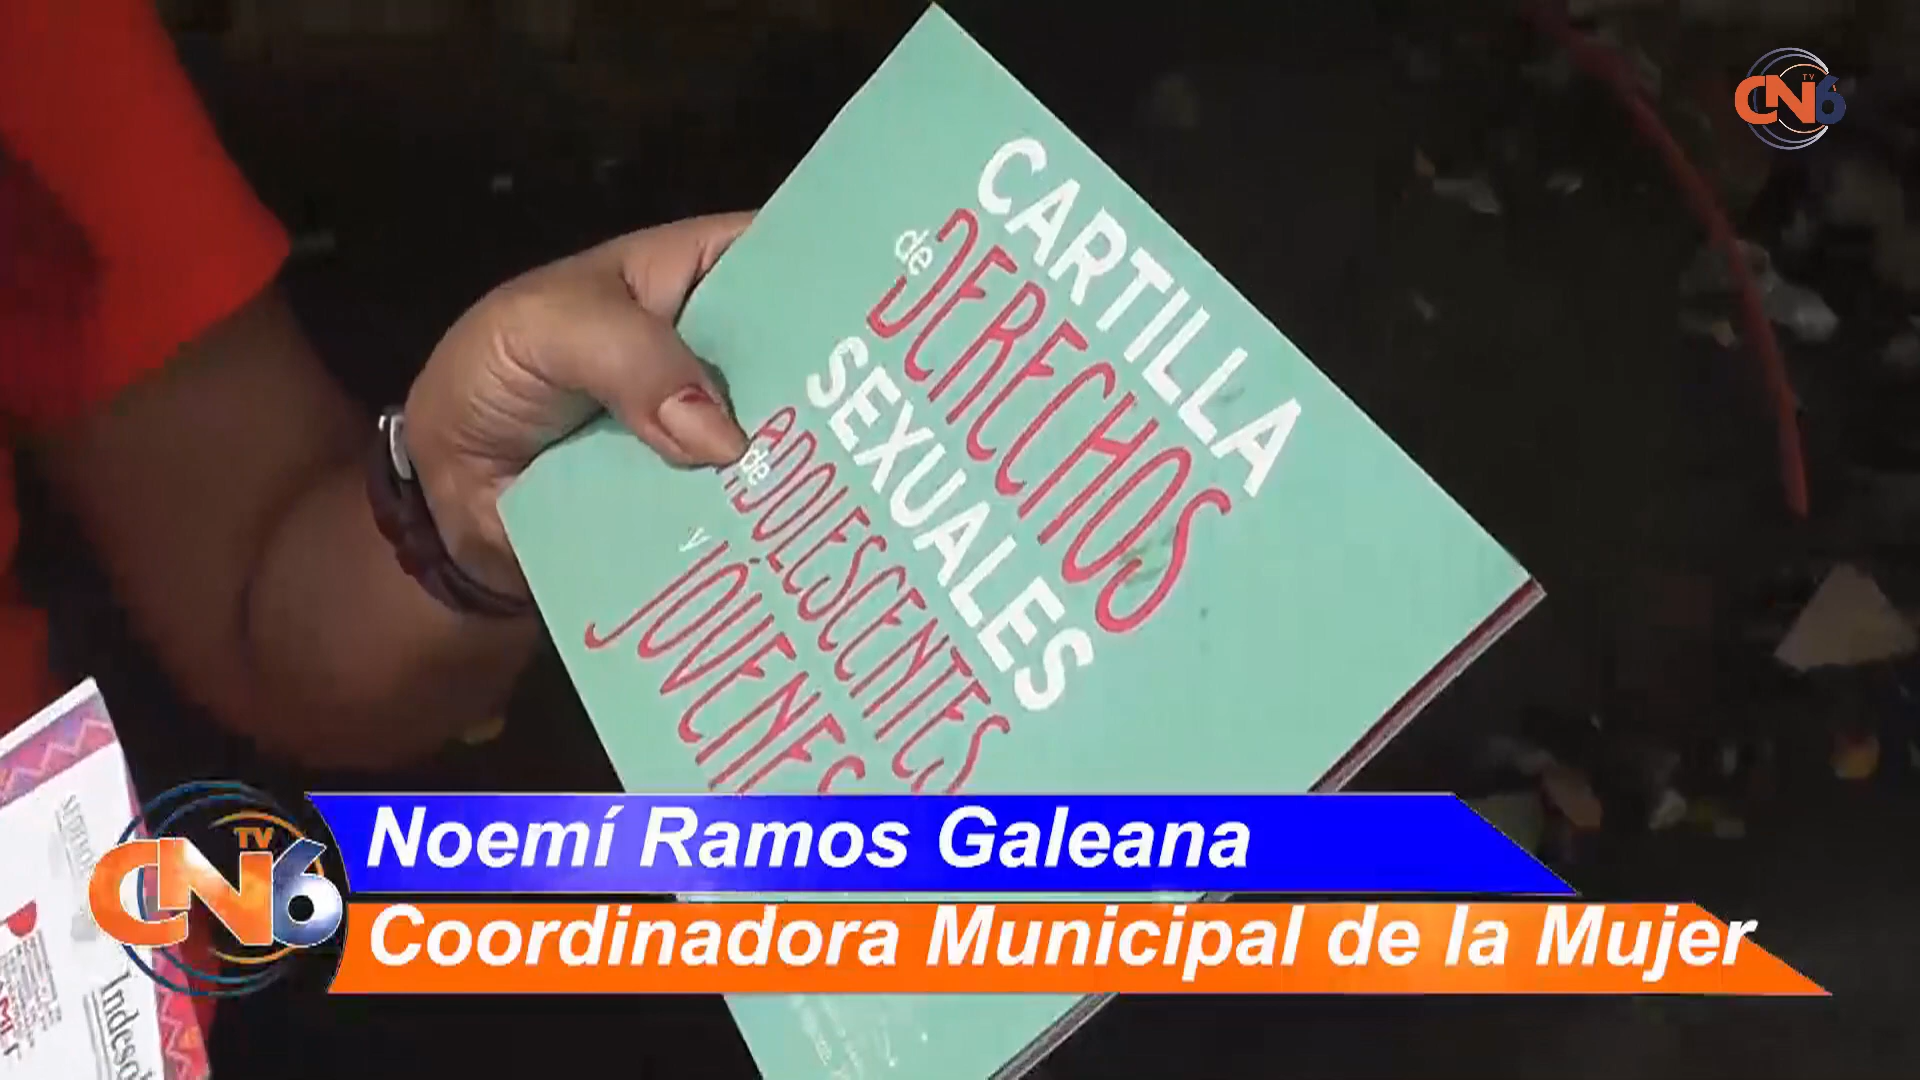 CN6
TV
CARTILLA
de DERECHOS
SEXUALES
de ADOLESCENTES
y JÓVENES
Indesol
TV
CN6
Noemí Ramos Galeana
Coordinadora Municipal de la Mujer